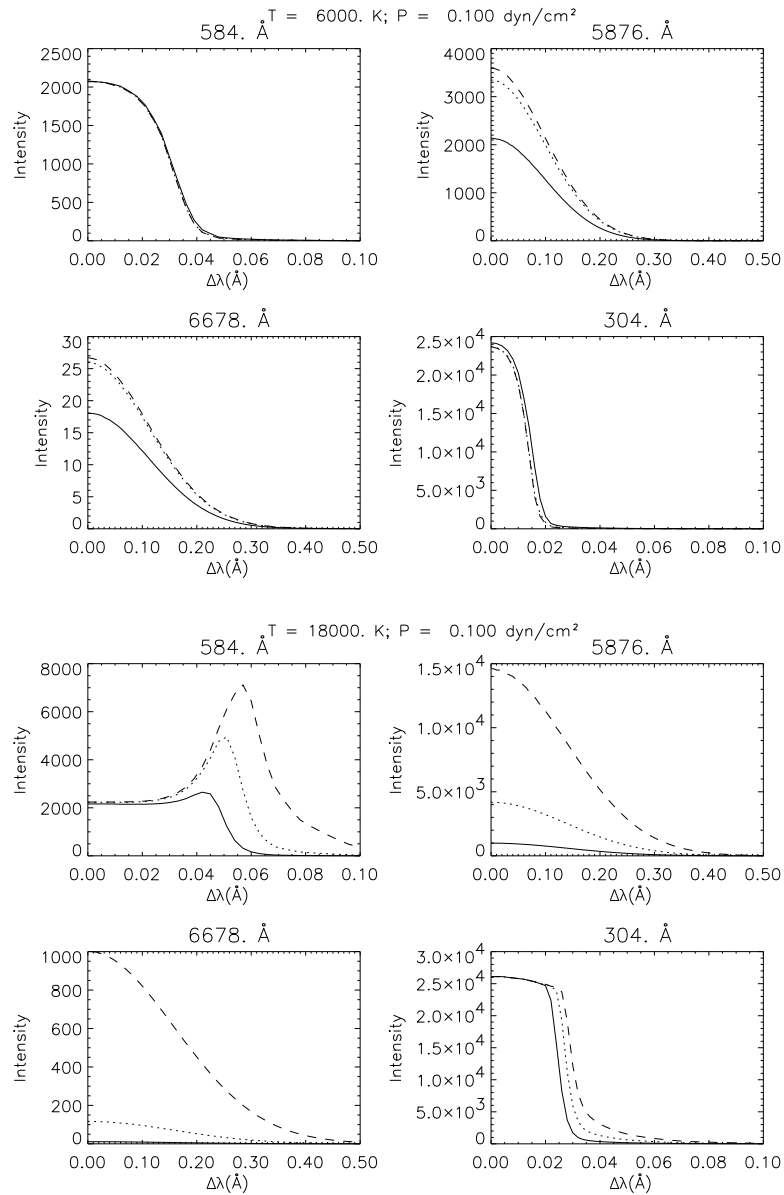 T = 6000. K; P = 0.100 dyn/cm²
584. Å
Intensity
2500
2000
1500
1000
500
0
0.00 0.02 0.04 0.06 0.08 0.10
Δλ(Å)
5876. Å
Intensity
4000
3000
2000
1000
0
0.00 0.10 0.20 0.30 0.40 0.50
Δλ(Å)
6678. Å
Intensity
30
25
20
15
10
5
0
0.00 0.10 0.20 0.30 0.40 0.50
Δλ(Å)
304. Å
Intensity
2.5×10⁴
2.0×10⁴
1.5×10⁴
1.0×10⁴
5.0×10³
0
0.00 0.02 0.04 0.06 0.08 0.10
Δλ(Å)
T = 18000. K; P = 0.100 dyn/cm²
584. Å
Intensity
8000
6000
4000
2000
0
0.00 0.02 0.04 0.06 0.08 0.10
Δλ(Å)
5876. Å
Intensity
1.5×10⁴
1.0×10⁴
5.0×10³
0
0.00 0.10 0.20 0.30 0.40 0.50
Δλ(Å)
6678. Å
Intensity
1000
800
600
400
200
0
0.00 0.10 0.20 0.30 0.40 0.50
Δλ(Å)
304. Å
Intensity
3.0×10⁴
2.5×10⁴
2.0×10⁴
1.5×10⁴
1.0×10⁴
5.0×10³
0
0.00 0.02 0.04 0.06 0.08 0.10
Δλ(Å)